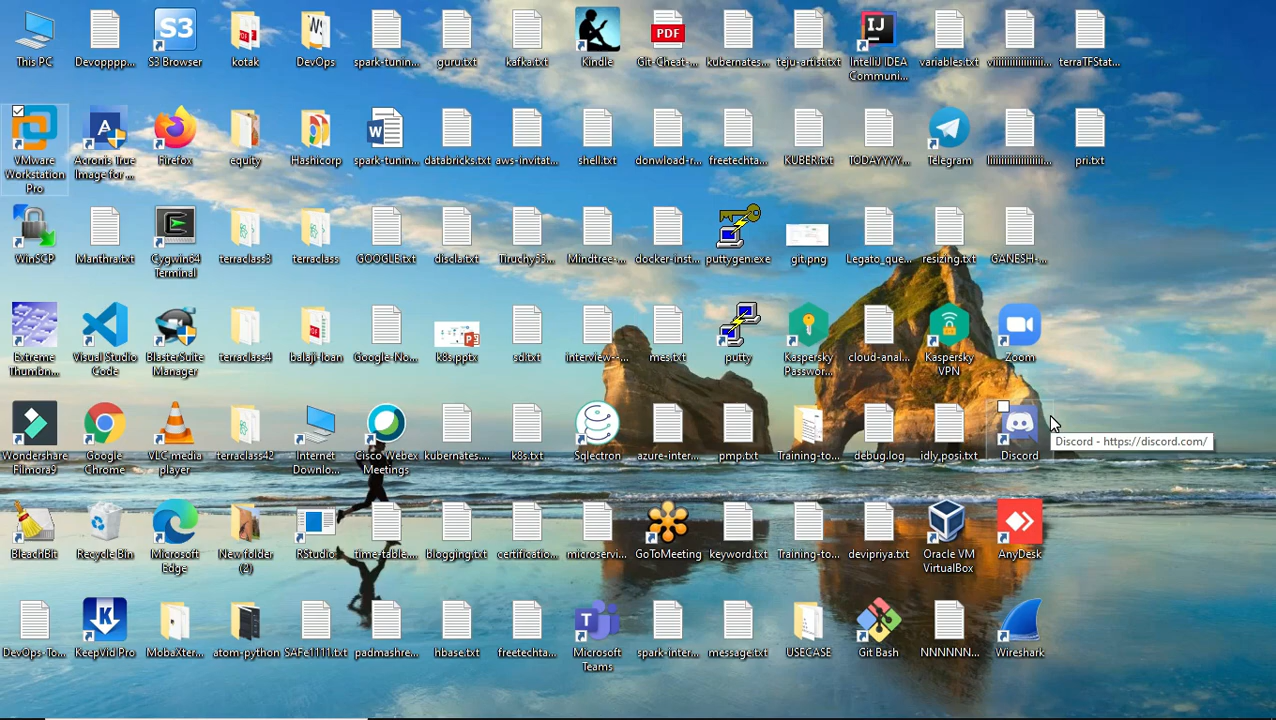 This PC
Devopppp...
S3
S3 Browser
kotak
DevOps
spark-tunin...
guru.txt
kafka.txt
Kindle
PDF
Git-Cheat-...
kubernates...
teju-artist.txt
IJ
IntelliJ IDEA
Communi...
variables.txt
viiiiiiiiiiiiiiiii...
terraTFStat...
VMware
Workstation
Pro
Acronis True
Image for ...
Firefox
equity
Hashicorp
spark-tunin...
databricks.txt
aws-invitat...
shell.txt
donwload-r...
freetechta...
KUBER.txt
TODAYYYY...
Telegram
liiiiiiiiiiiiiiiiii...
pri.txt
WinSCP
Manthra.txt
Cygwin64
Terminal
terraclass3
terraclass
GOOGLE.txt
discla.txt
Tiruchy53...
Mindtree-...
docker-inst...
puttygen.exe
git.png
Legato_que...
resizing.txt
GANESH-...
Extreme
Thumbn...
Visual Studio
Code
BlasterSuite
Manager
terraclass4
balaji-loan
Google-(No...
k8s.pptx
sd.txt
interview--...
mes.txt
putty
Kaspersky
Passwor...
cloud-anal...
Kaspersky
VPN
Zoom
Wondershare
Filmora9
Google
Chrome
VLC media
player
terraclass42
Internet
Downlo...
Cisco Webex
Meetings
kubernates...
k8s.txt
Sqlectron
azure-inter...
pmp.txt
Training-to...
debug.log
idly,posi.txt
Discord
Discord - https://discord.com/
BleachBit
Recycle Bin
Microsoft
Edge
New folder
(2)
RStudio
time-table....
blogging.txt
certificatio...
microservi...
GoToMeeting
keyword.txt
Training-to...
devipriya.txt
Oracle VM
VirtualBox
AnyDesk
DevOps-To...
KeepVid Pro
MobaXter...
atom-python
SAFe1111.txt
padmashre...
hbase.txt
freetechta...
Microsoft
Teams
spark-inter...
message.txt
USECASE
Git Bash
NNNNNN...
Wireshark